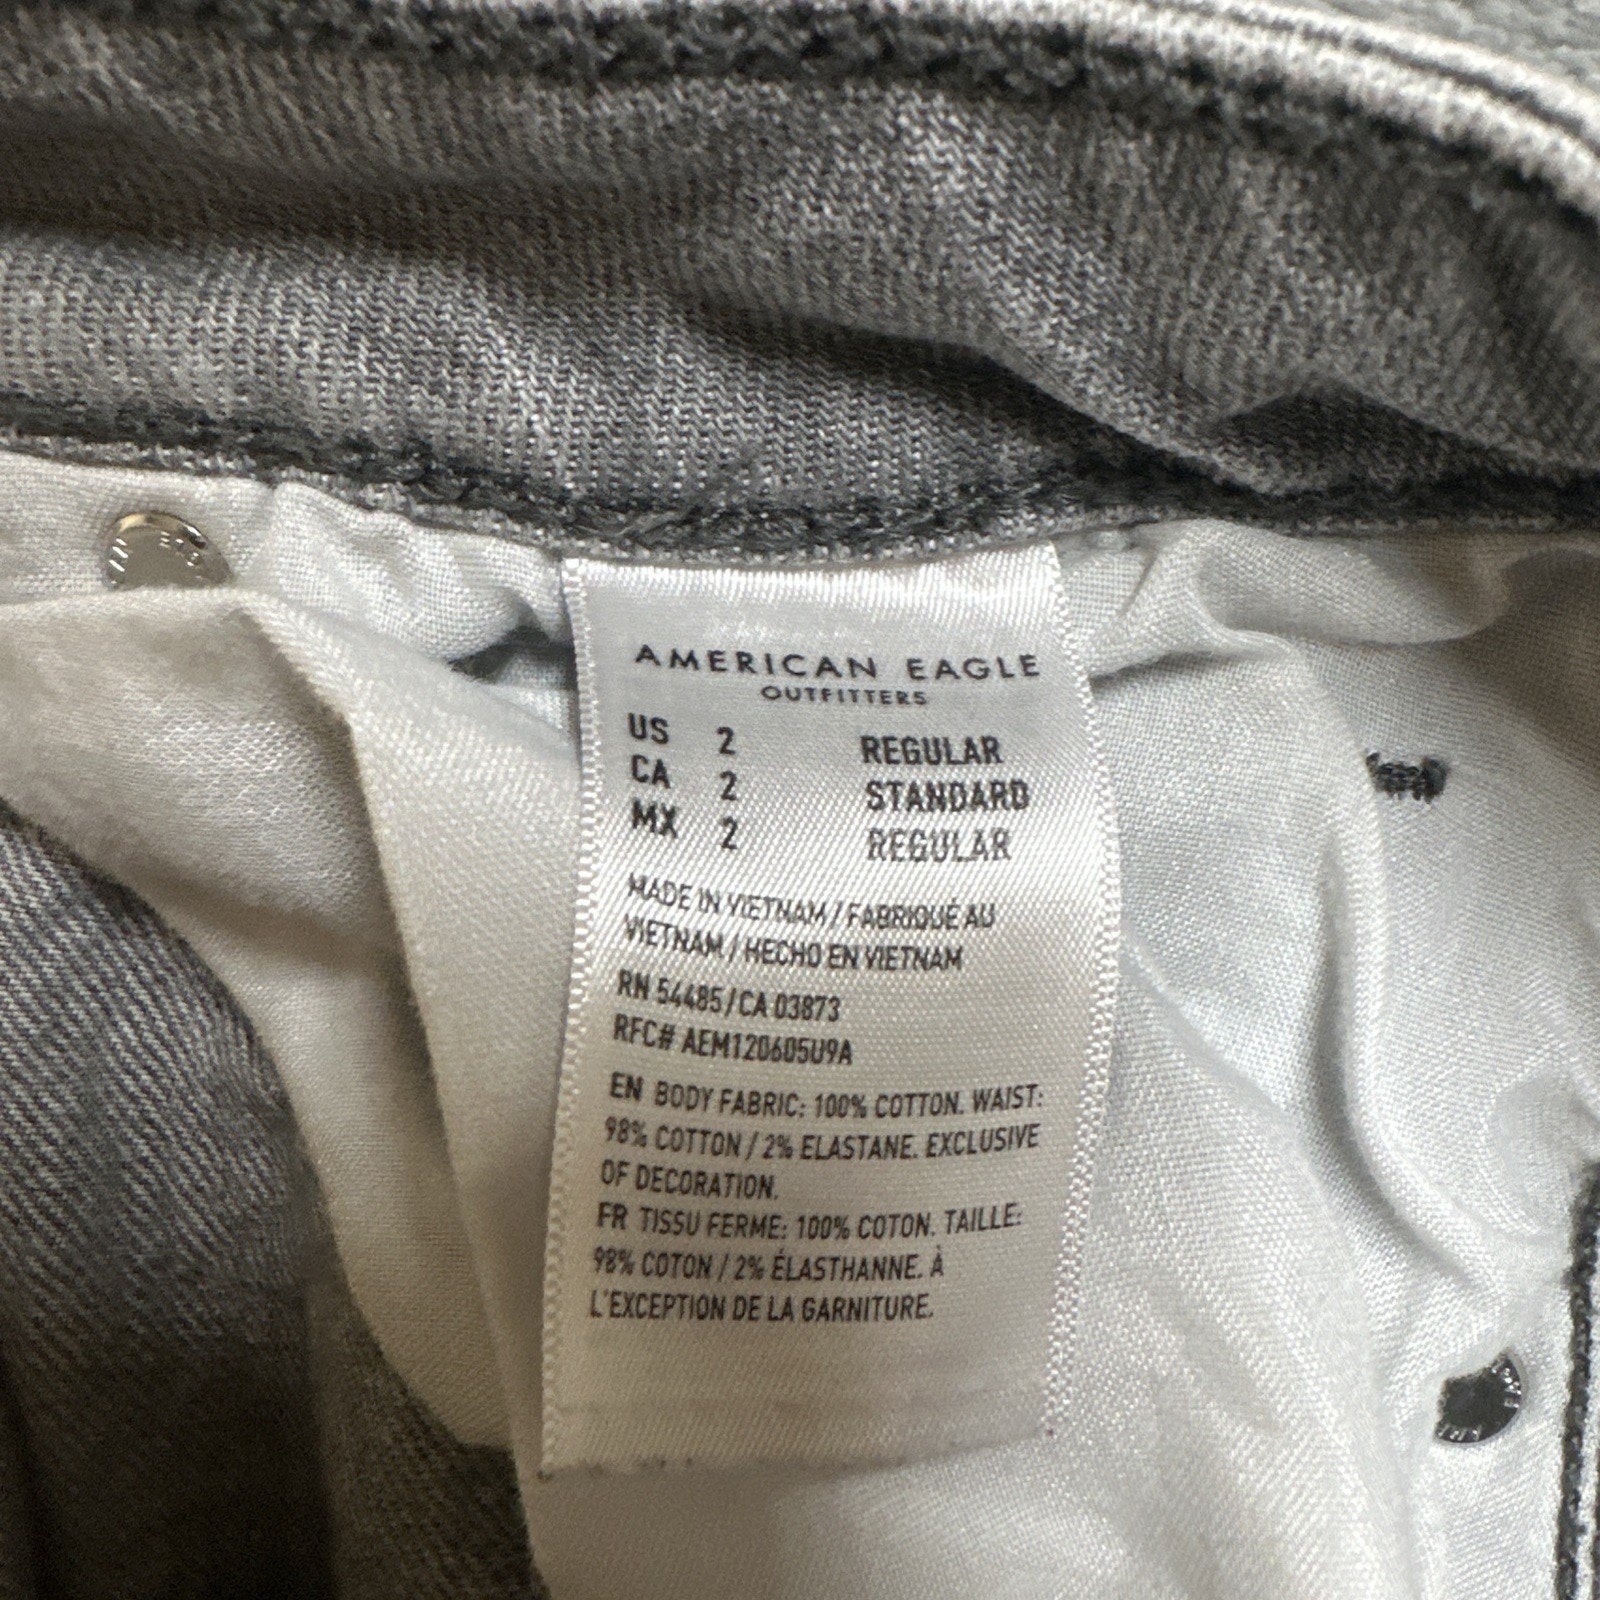 AMERICAN EAGLE
OUTFITTERS
US 2 REGULAR
CA 2 STANDARD
MX 2 REGULAR
MADE IN VIETNAM / FABRIQUÉ AU
VIETNAM / HECHO EN VIETNAM
RN 54485 / CA 03873
RFC# AEM120605U9A
EN BODY FABRIC: 100% COTTON. WAIST:
98% COTTON / 2% ELASTANE. EXCLUSIVE
OF DECORATION.
FR TISSU FERME: 100% COTON. TAILLE:
98% COTON / 2% ÉLASTHANNE. À
L'EXCEPTION DE LA GARNITURE.